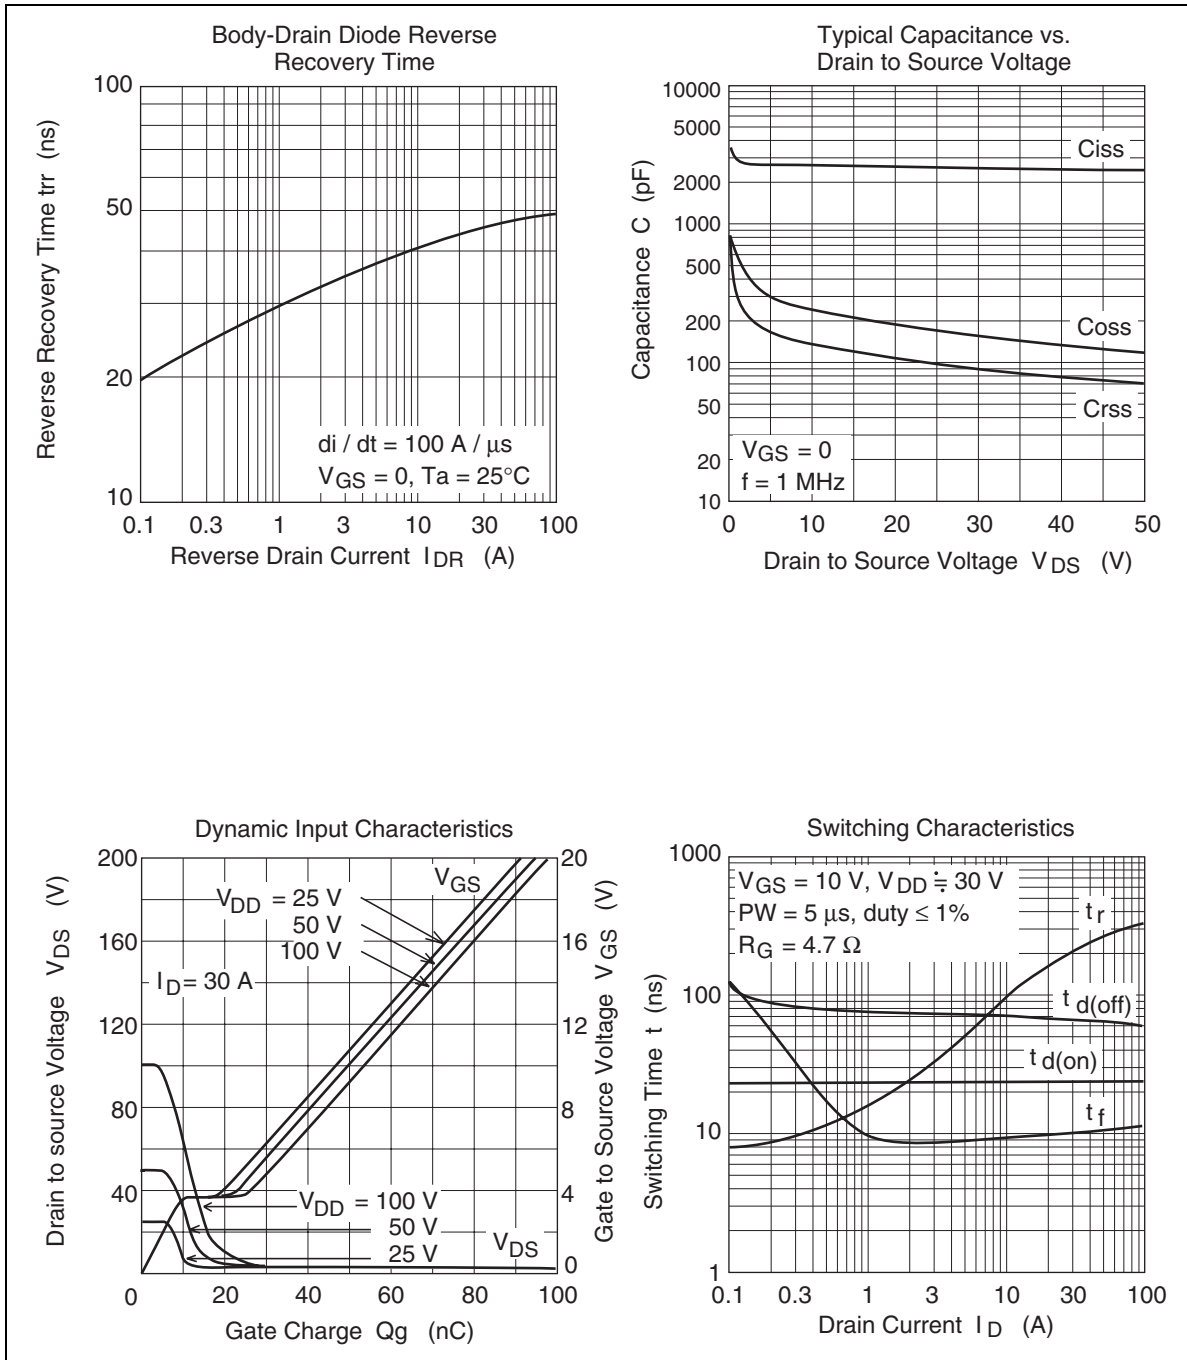 Body-Drain Diode Reverse
Recovery Time
Reverse Recovery Time trr (ns)
100
50
20
10
di / dt = 100 A / μs
VGS = 0, Ta = 25°C
0.1 0.3 1 3 10 30 100
Reverse Drain Current IDR (A)
Typical Capacitance vs.
Drain to Source Voltage
Capacitance C (pF)
10000
5000
2000
1000
500
200
100
50
20
10
Ciss
Coss
Crss
VGS = 0
f = 1 MHz
0 10 20 30 40 50
Drain to Source Voltage VDS (V)
Dynamic Input Characteristics
Drain to source Voltage VDS (V)
200
160
120
80
40
0
VDD = 25 V
50 V
100 V
ID = 30 A
VGS
VDD = 100 V
50 V
25 V
VDS
20
16
12
8
4
0
Gate to Source Voltage VGS (V)
20 40 60 80 100
Gate Charge Qg (nC)
Switching Characteristics
Switching Time t (ns)
1000
300
100
30
10
3
1
VGS = 10 V, VDD ≒ 30 V
PW = 5 μs, duty ≤ 1%
RG = 4.7 Ω
tr
td(off)
td(on)
tf
0.1 0.3 1 3 10 30 100
Drain Current ID (A)